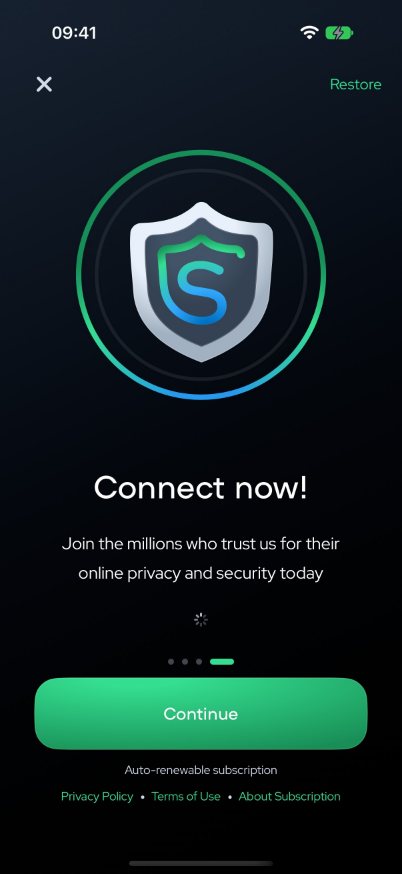 09:41
Restore
Connect now!
Join the millions who trust us for their
online privacy and security today
Continue
Auto-renewable subscription
Privacy Policy • Terms of Use • About Subscription